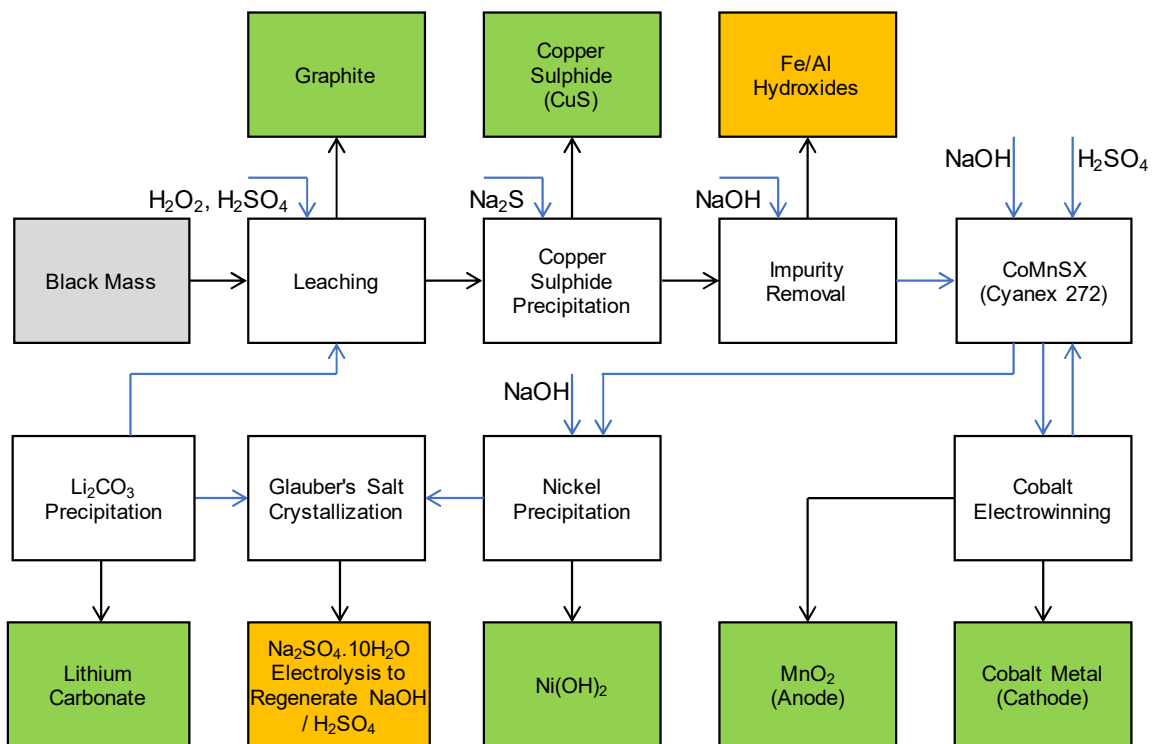 Graphite
Copper
Sulphide
(CuS)
Fe/Al
Hydroxides
H₂O₂, H₂SO₄
Na₂S
NaOH
NaOH
H₂SO₄
Black Mass
Leaching
Copper
Sulphide
Precipitation
Impurity
Removal
CoMnSX
(Cyanex 272)
NaOH
Li₂CO₃
Precipitation
Glauber's Salt
Crystallization
Nickel
Precipitation
Cobalt
Electrowinning
Lithium
Carbonate
Na₂SO₄.10H₂O
Electrolysis to
Regenerate NaOH
/ H₂SO₄
Ni(OH)₂
MnO₂
(Anode)
Cobalt Metal
(Cathode)